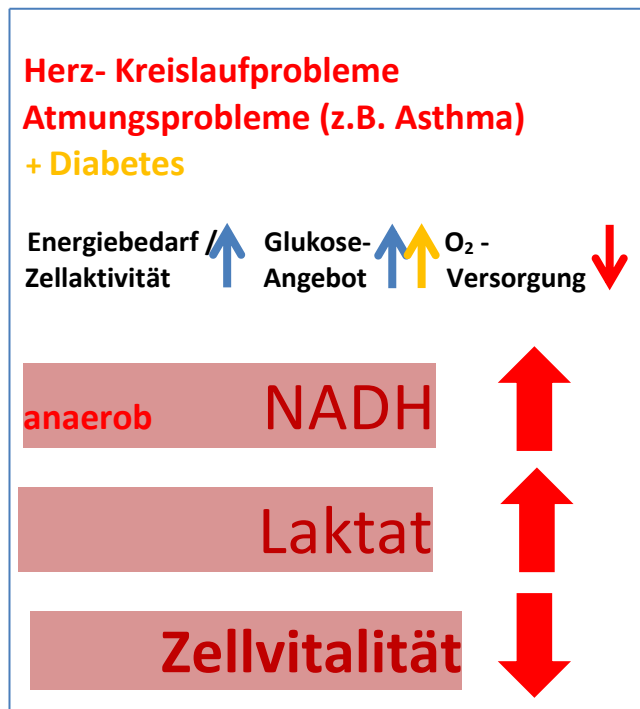 Herz- Kreislaufprobleme
Atmungsprobleme (z.B. Asthma)
+ Diabetes
Energiebedarf / Glukose- O₂ -
Zellaktivität Angebot Versorgung
anaerob NADH
Laktat
Zellvitalität